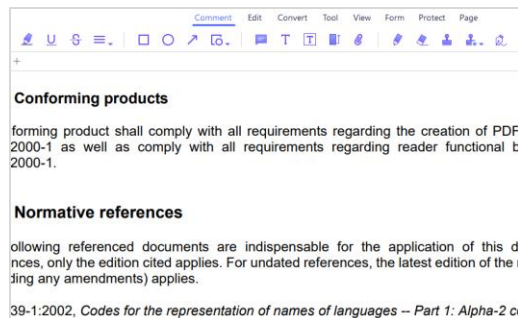 Comment Edit Convert Tool View Form Protect Page
Conforming products
forming product shall comply with all requirements regarding the creation of PDF
2000-1 as well as comply with all requirements regarding reader functional b
2000-1.
Normative references
ollowing referenced documents are indispensable for the application of this d
nces, only the edition cited applies. For undated references, the latest edition of the
ding any amendments) applies.
39-1:2002, Codes for the representation of names of languages -- Part 1: Alpha-2 c